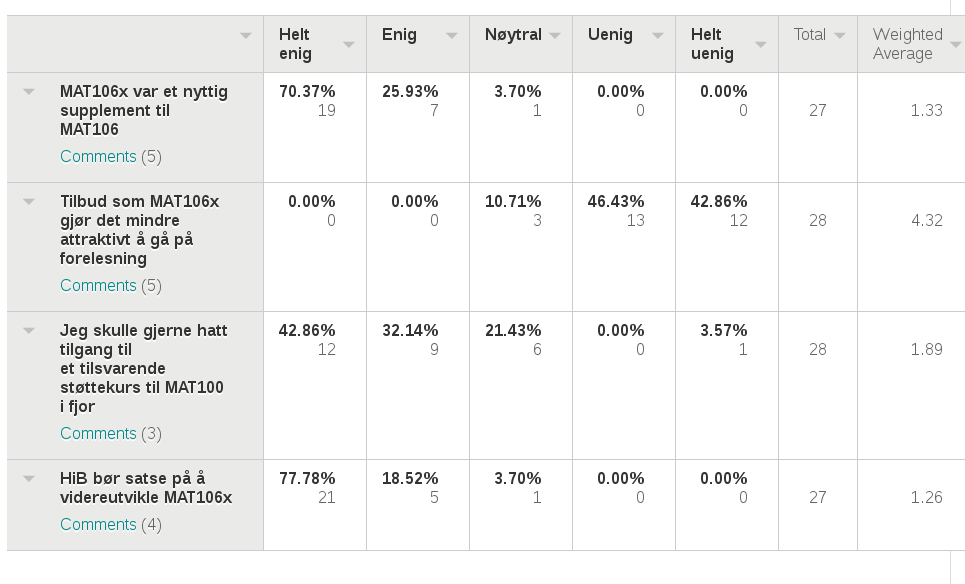 Helt enig Enig Nøytral Uenig Helt uenig Total Weighted Average
MAT106x var et nyttig
supplement til
MAT106
Comments (5)
70.37% 25.93% 3.70% 0.00% 0.00%
19 7 1 0 0 27 1.33
Tilbud som MAT106x
gjør det mindre
attraktivt å gå på
forelesning
Comments (5)
0.00% 0.00% 10.71% 46.43% 42.86%
0 0 3 13 12 28 4.32
Jeg skulle gjerne hatt
tilgang til
et tilsvarende
støttekurs til MAT100
i fjor
Comments (3)
42.86% 32.14% 21.43% 0.00% 3.57%
12 9 6 0 1 28 1.89
HiB bør satse på å
videreutvikle MAT106x
Comments (4)
77.78% 18.52% 3.70% 0.00% 0.00%
21 5 1 0 0 27 1.26